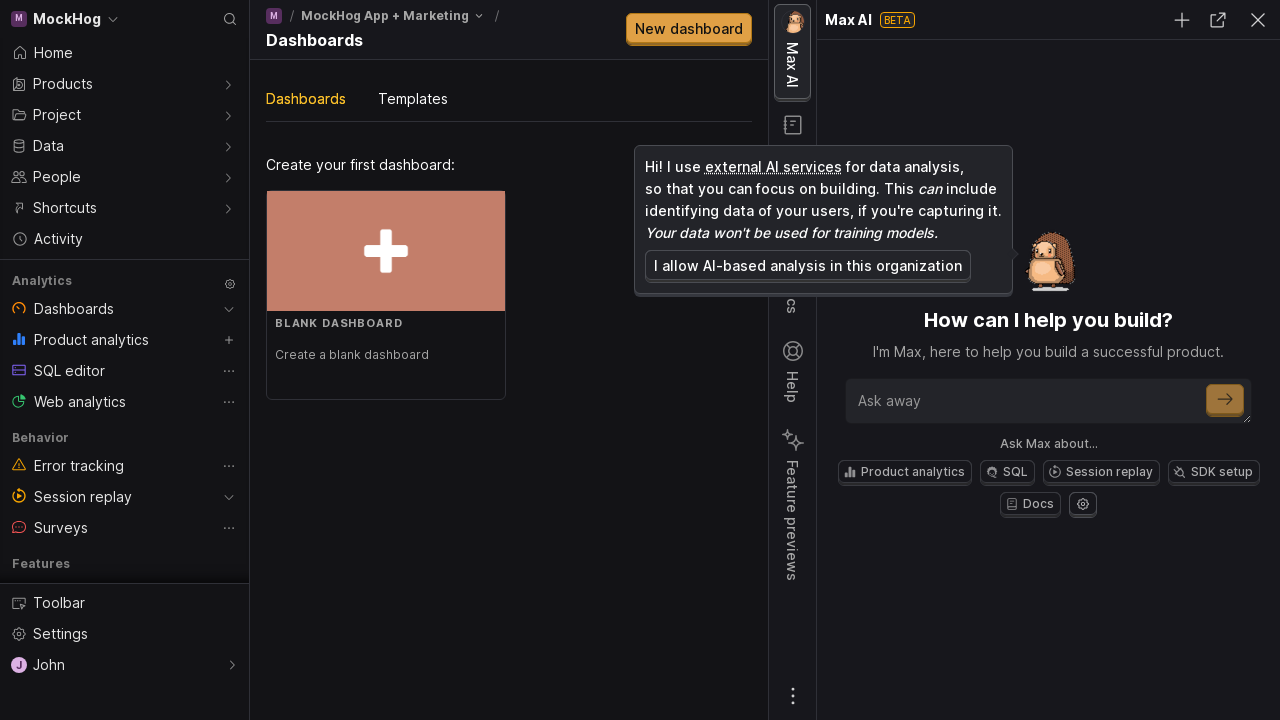 M MockHog
Home
Products
Project
Data
People
Shortcuts
Activity
Analytics
Dashboards
Product analytics
SQL editor
Web analytics
Behavior
Error tracking
Session replay
Surveys
Features
Toolbar
Settings
J John
M / MockHog App + Marketing /
Dashboards
New dashboard
Dashboards Templates
Create your first dashboard:
BLANK DASHBOARD
Create a blank dashboard
Max AI
Hi! I use external AI services for data analysis,
so that you can focus on building. This can include
identifying data of your users, if you're capturing it.
Your data won't be used for training models.
I allow AI-based analysis in this organization
cs
Help
Feature previews
Max AI BETA
How can I help you build?
I'm Max, here to help you build a successful product.
Ask away
Ask Max about...
Product analytics SQL Session replay SDK setup
Docs